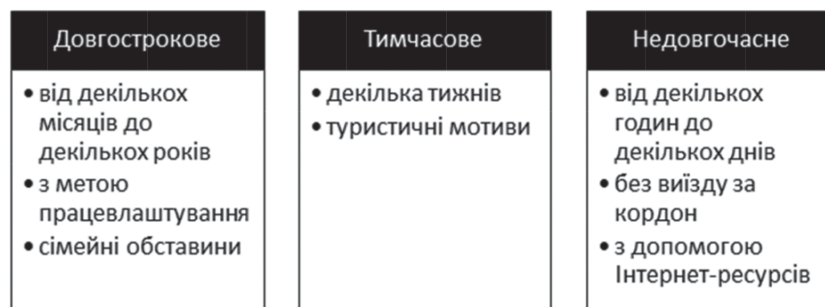 Довгострокове
• від декількох
місяців до
декількох років
• з метою
працевлаштування
• сімейні обставини
Тимчасове
• декілька тижнів
• туристичні мотиви
Недовгочасне
• від декількох
годин до
декількох днів
• без виїзду за
кордон
• з допомогою
Інтернет-ресурсів